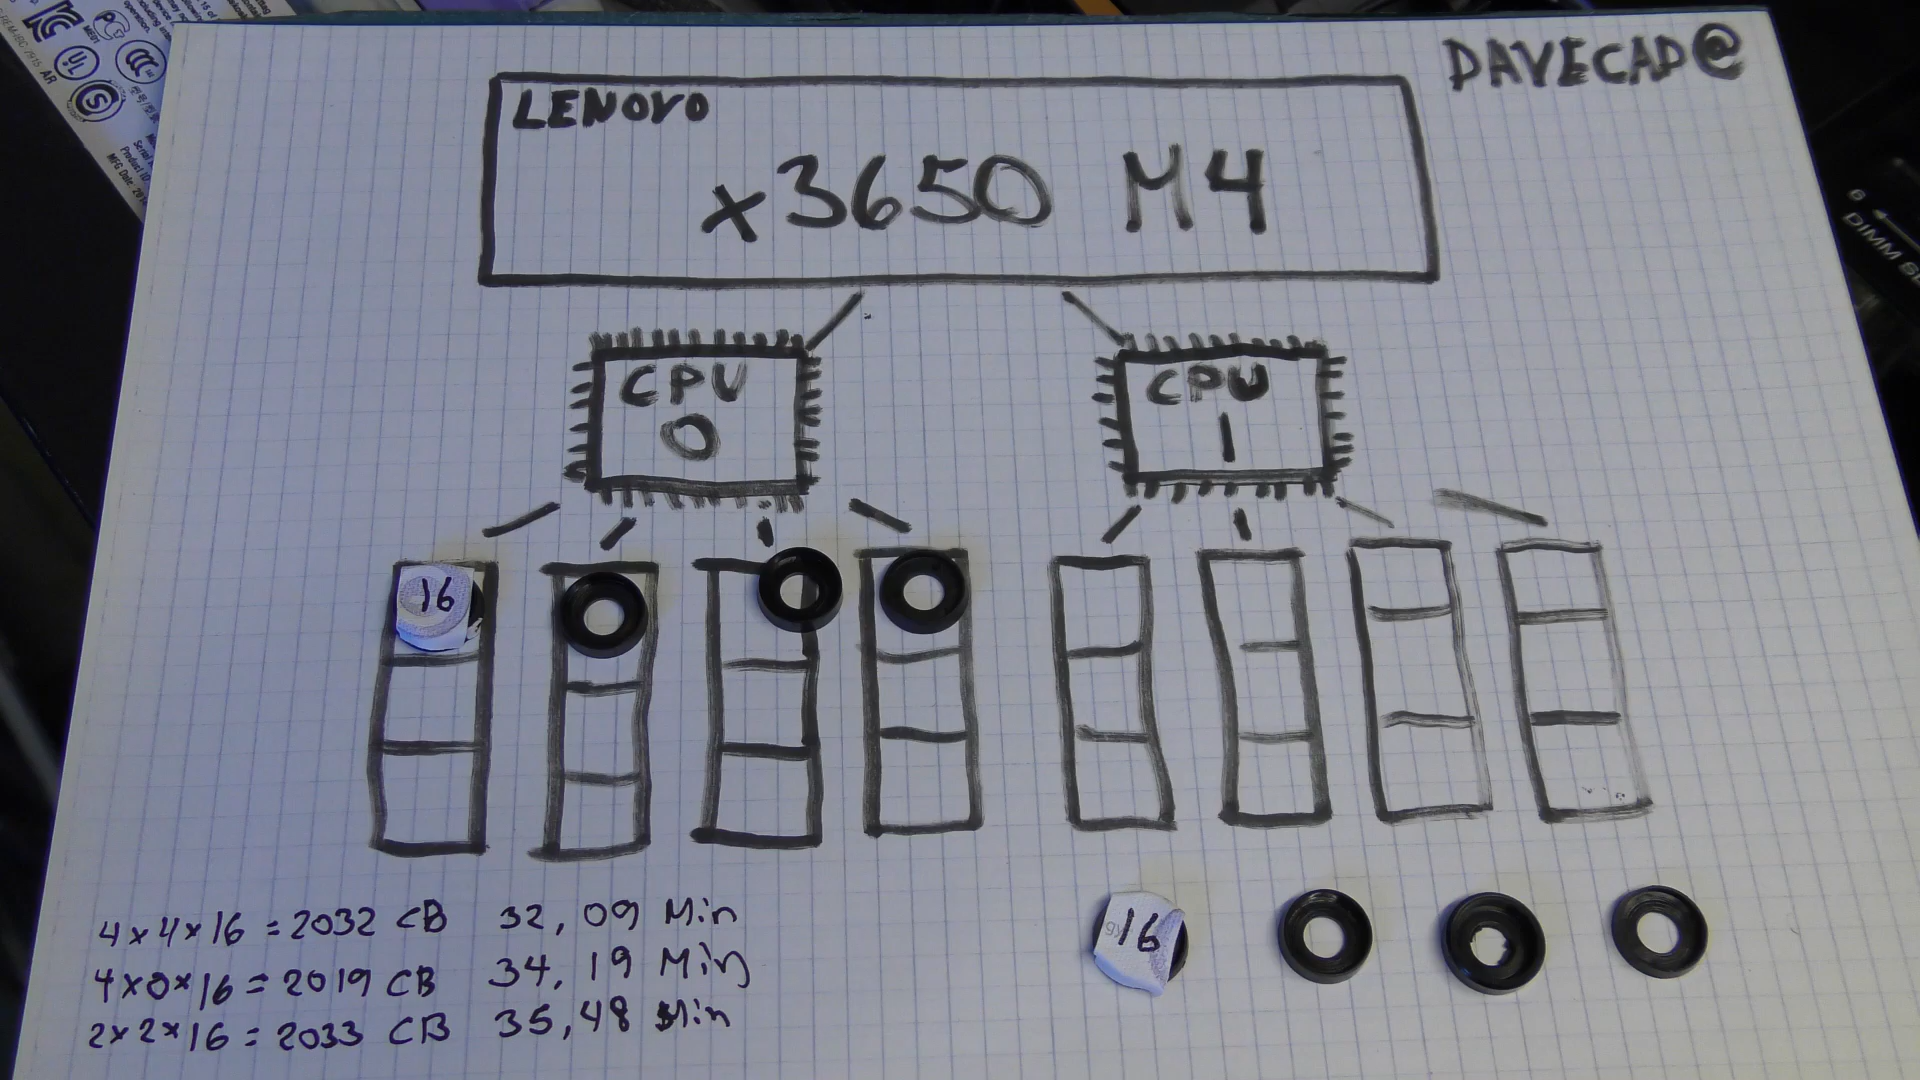 DAVECAD@
LENOVO
x3650 M4
CPU
0
CPU
1
16
16
4x4x16 = 2032 CB 32,09 Min
4x0x16 = 2019 CB 34,19 Min
2x2x16 = 2033 CB 35,48 Min
DIMM